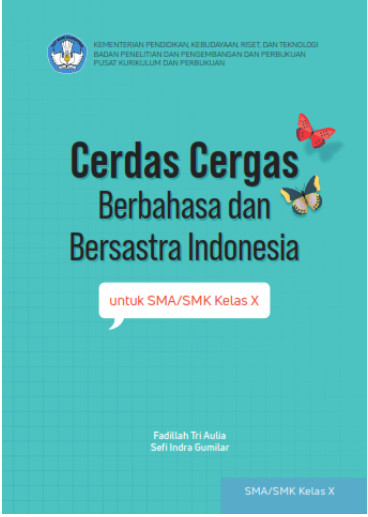 KEMENTERIAN PENDIDIKAN, KEBUDAYAAN, RISET, DAN TEKNOLOGI
BADAN PENELITIAN DAN PENGEMBANGAN DAN PERBUKUAN
PUSAT KURIKULUM DAN PERBUKUAN
Cerdas Cergas
Berbahasa dan
Bersastra Indonesia
untuk SMA/SMK Kelas X
Fadillah Tri Aulia
Sefi Indra Gumilar
SMA/SMK Kelas X